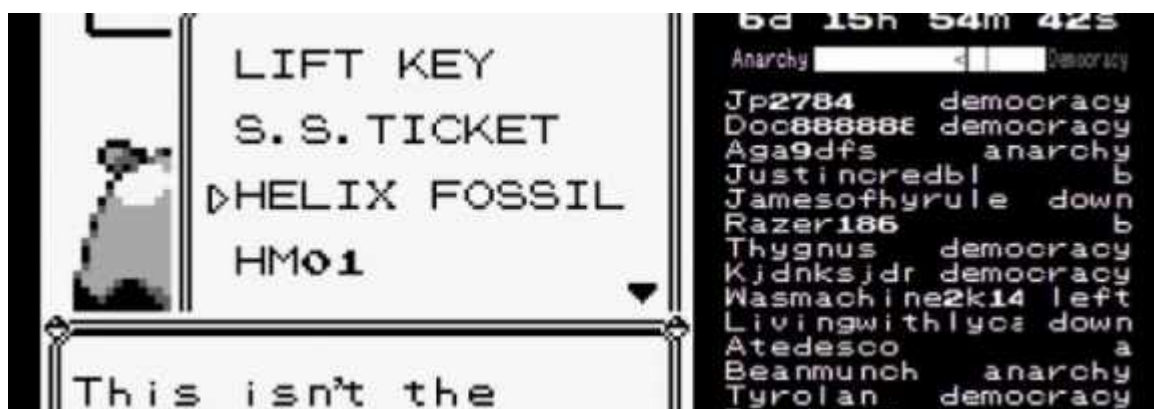 LIFT KEY
S.S.TICKET
▷HELIX FOSSIL
HM01
This isn't the
6d 15h 54m 42s
Anarchy < Democracy
Jp2784 democracy
Doc88888E democracy
Aga9dfs anarchy
Justincredbl b
Jamesofhyrule down
Razer186 b
Thygnus democracy
Kjdnksjdr democracy
Wasmachine2k14 left
Livingwithlyca down
Atedesco a
Beanmunch anarchy
Tyrolan democracy